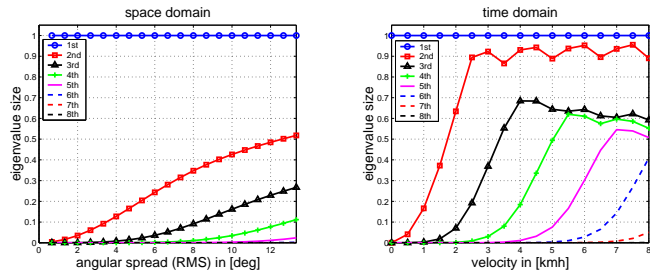 space domain
1
0.9
0.8
0.7
0.6
0.5
0.4
0.3
0.2
0.1
0
eigenvalue size
1st
2nd
3rd
4th
5th
6th
7th
8th
0 2 4 6 8 10 12
angular spread (RMS) in [deg]
time domain
1
0.9
0.8
0.7
0.6
0.5
0.4
0.3
0.2
0.1
0
eigenvalue size
1st
2nd
3rd
4th
5th
6th
7th
8th
0 1 2 3 4 5 6 7 8
velocity in [kmh]